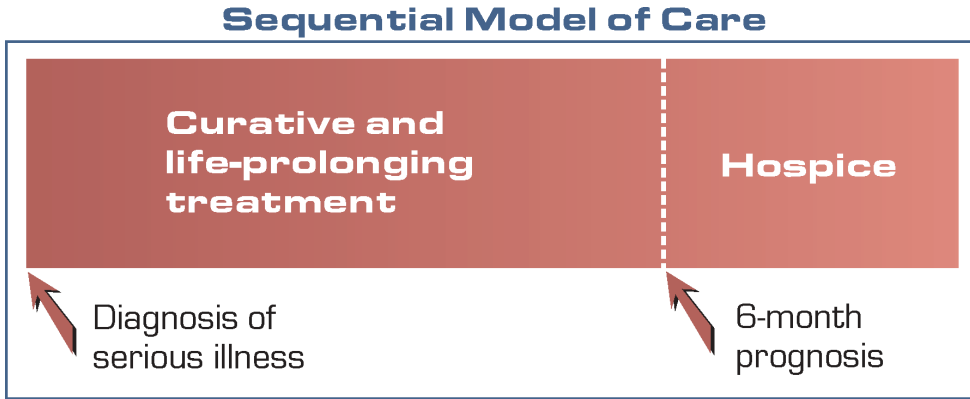 Sequential Model of Care
Curative and
life-prolonging
treatment
Hospice
Diagnosis of
serious illness
6-month
prognosis